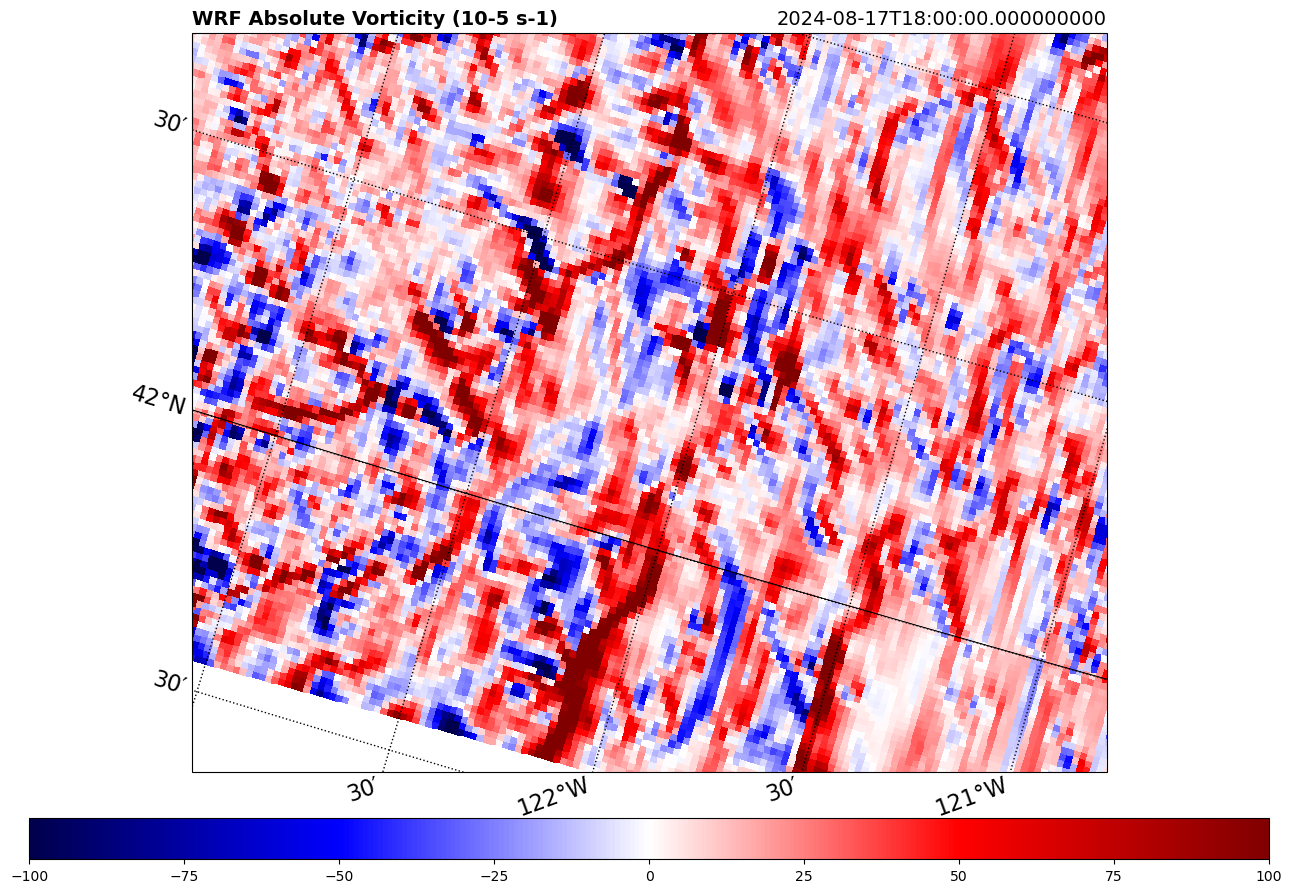 WRF Absolute Vorticity (10-5 s-1)
2024-08-17T18:00:00.000000000
30′
42°N
30′
30′
122°W
30′
121°W
−100
−75
−50
−25
0
25
50
75
100